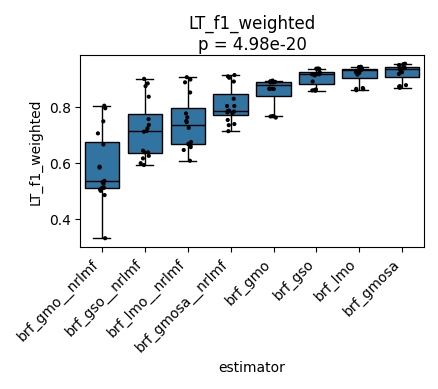 LT_f1_weighted
p = 4.98e-20
LT_f1_weighted
0.8
0.6
0.4
brf_gmo__nrlmf
brf_gso__nrlmf
brf_lmo__nrlmf
brf_gmosa__nrlmf
brf_gmo
brf_gso
brf_lmo
brf_gmosa
estimator